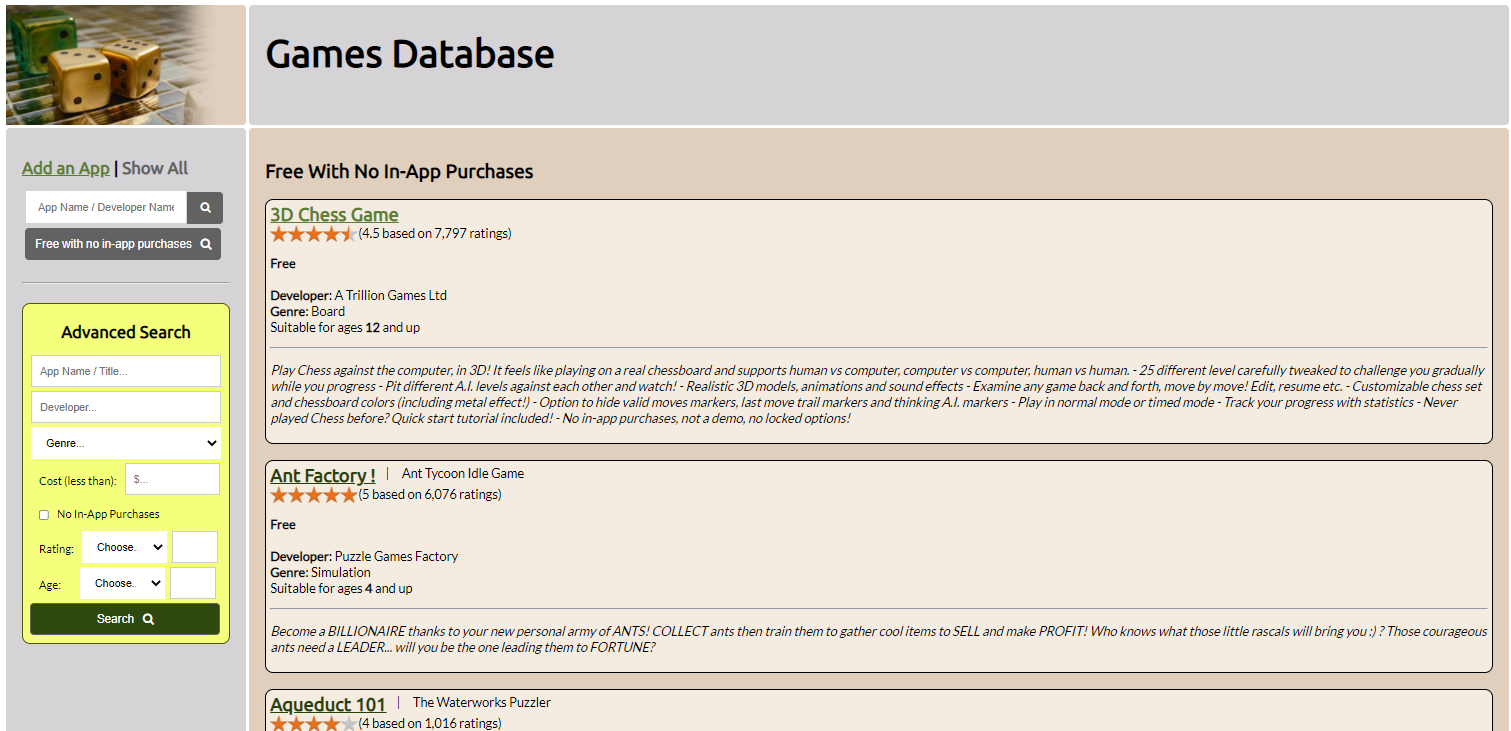 Games Database
Add an App | Show All
App Name / Developer Name
Free with no in-app purchases
Advanced Search
App Name / Title...
Developer...
Genre...
Cost (less than): $...
No In-App Purchases
Rating: Choose..
Age: Choose..
Search
Free With No In-App Purchases
3D Chess Game
(4.5 based on 7,797 ratings)
Free
Developer: A Trillion Games Ltd
Genre: Board
Suitable for ages 12 and up
Play Chess against the computer, in 3D! It feels like playing on a real chessboard and supports human vs computer, computer vs computer, human vs human. - 25 different level carefully tweaked to challenge you gradually
while you progress - Pit different A.I. levels against each other and watch! - Realistic 3D models, animations and sound effects - Examine any game back and forth, move by move! Edit, resume etc. - Customizable chess set
and chessboard colors (including metal effect!) - Option to hide valid moves markers, last move trail markers and thinking A.I. markers - Play in normal mode or timed mode - Track your progress with statistics - Never
played Chess before? Quick start tutorial included! - No in-app purchases, not a demo, no locked options!
Ant Factory ! | Ant Tycoon Idle Game
(5 based on 6,076 ratings)
Free
Developer: Puzzle Games Factory
Genre: Simulation
Suitable for ages 4 and up
Become a BILLIONAIRE thanks to your new personal army of ANTS! COLLECT ants then train them to gather cool items to SELL and make PROFIT! Who knows what those little rascals will bring you :) ? Those courageous
ants need a LEADER... will you be the one leading them to FORTUNE?
Aqueduct 101 | The Waterworks Puzzler
(4 based on 1,016 ratings)